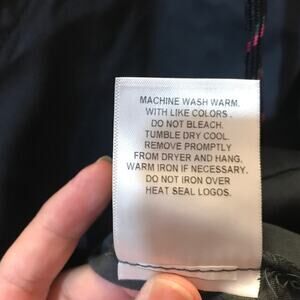 MACHINE WASH WARM.
WITH LIKE COLORS.
DO NOT BLEACH.
TUMBLE DRY COOL.
REMOVE PROMPTLY
FROM DRYER AND HANG.
WARM IRON IF NECESSARY.
DO NOT IRON OVER
HEAT SEAL LOGOS.